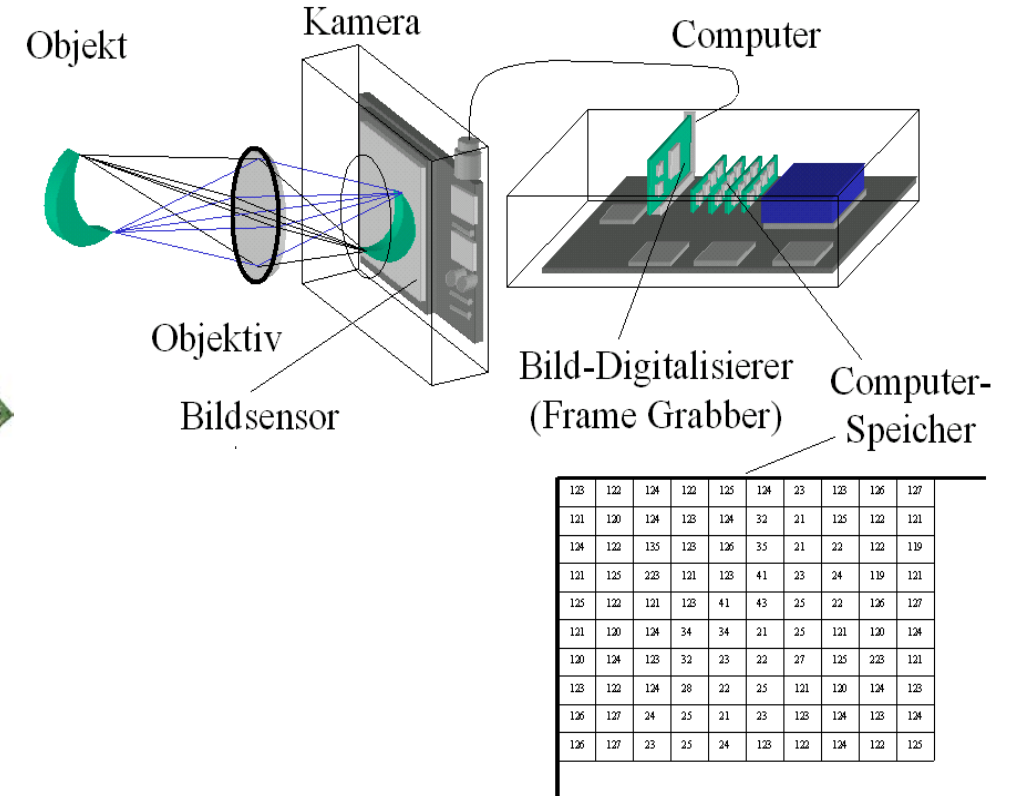 Objekt
Kamera
Computer
Objektiv
Bildsensor
Bild-Digitalisierer
(Frame Grabber)
Computer-
Speicher
123 122 124 122 125 124 23 123 126 127
121 120 124 123 124 32 21 125 122 121
124 122 135 123 126 35 21 22 122 119
121 125 223 121 123 41 23 24 119 121
125 122 121 123 41 43 25 22 126 127
121 120 124 34 34 21 25 121 120 124
120 124 123 32 23 22 27 125 223 121
123 122 124 28 22 25 121 120 124 123
126 127 24 25 21 23 123 124 123 124
126 127 23 25 24 123 122 124 122 125